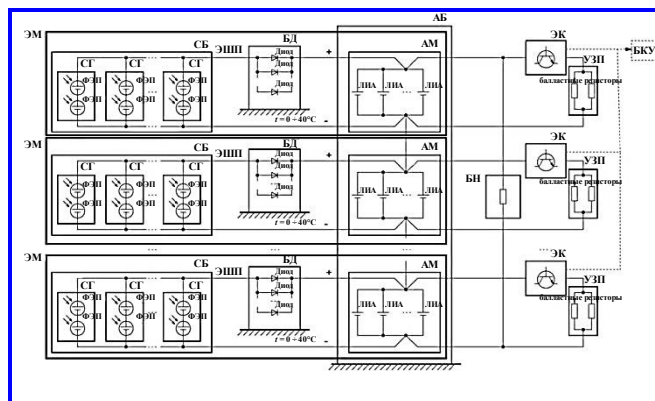 АБ
ЭМ СБ ЭШП БД АМ ЭК БКУ
СГ СГ СГ Диод + УЗП
ФЭП ФЭП ФЭП Диод
ФЭП ФЭП ... ФЭП Диод ЛИА ЛИА ... ЛИА балластные резисторы
... t = 0 ÷ 40°C -
СБ ЭШП БД АМ ЭК
СГ СГ СГ Диод + УЗП
ФЭП ФЭП ФЭП Диод
ФЭП ФЭП ... ФЭП Диод ЛИА ЛИА ... ЛИА БН балластные резисторы
... t = 0 ÷ 40°C -
... ... ...
ЭМ СБ ЭШП БД АМ ЭК
СГ СГ СГ Диод + УЗП
ФЭП ФЭП ФЭП Диод
ФЭП ФЭП ... ФЭП Диод ЛИА ЛИА ... ЛИА балластные резисторы
... t = 0 ÷ 40°C -